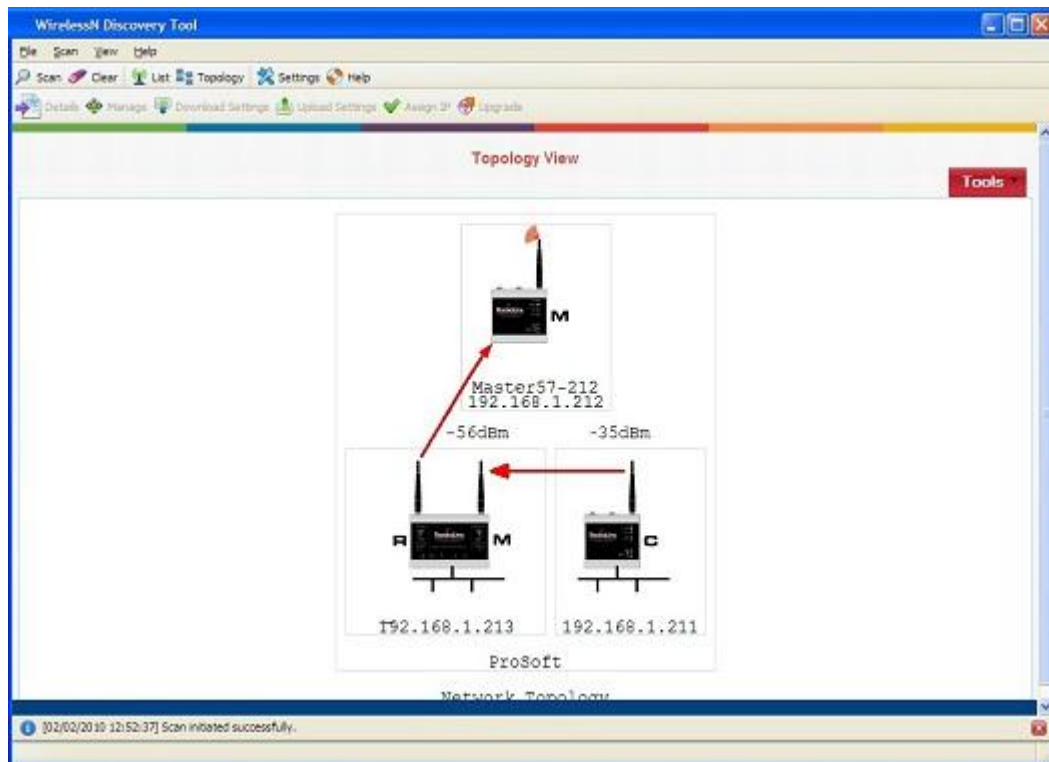 WirelessN Discovery Tool
File Scan View Help
Scan Clear List Topology Settings Help
Details Manage Download Settings Upload Settings Assign IP Upgrade
Topology View
Tools
M
Master57-212
192.168.1.212
-56dBm -35dBm
R M C
192.168.1.213 192.168.1.211
ProSoft
Network Topology
[02/02/2010 12:52:37] Scan initiated successfully.